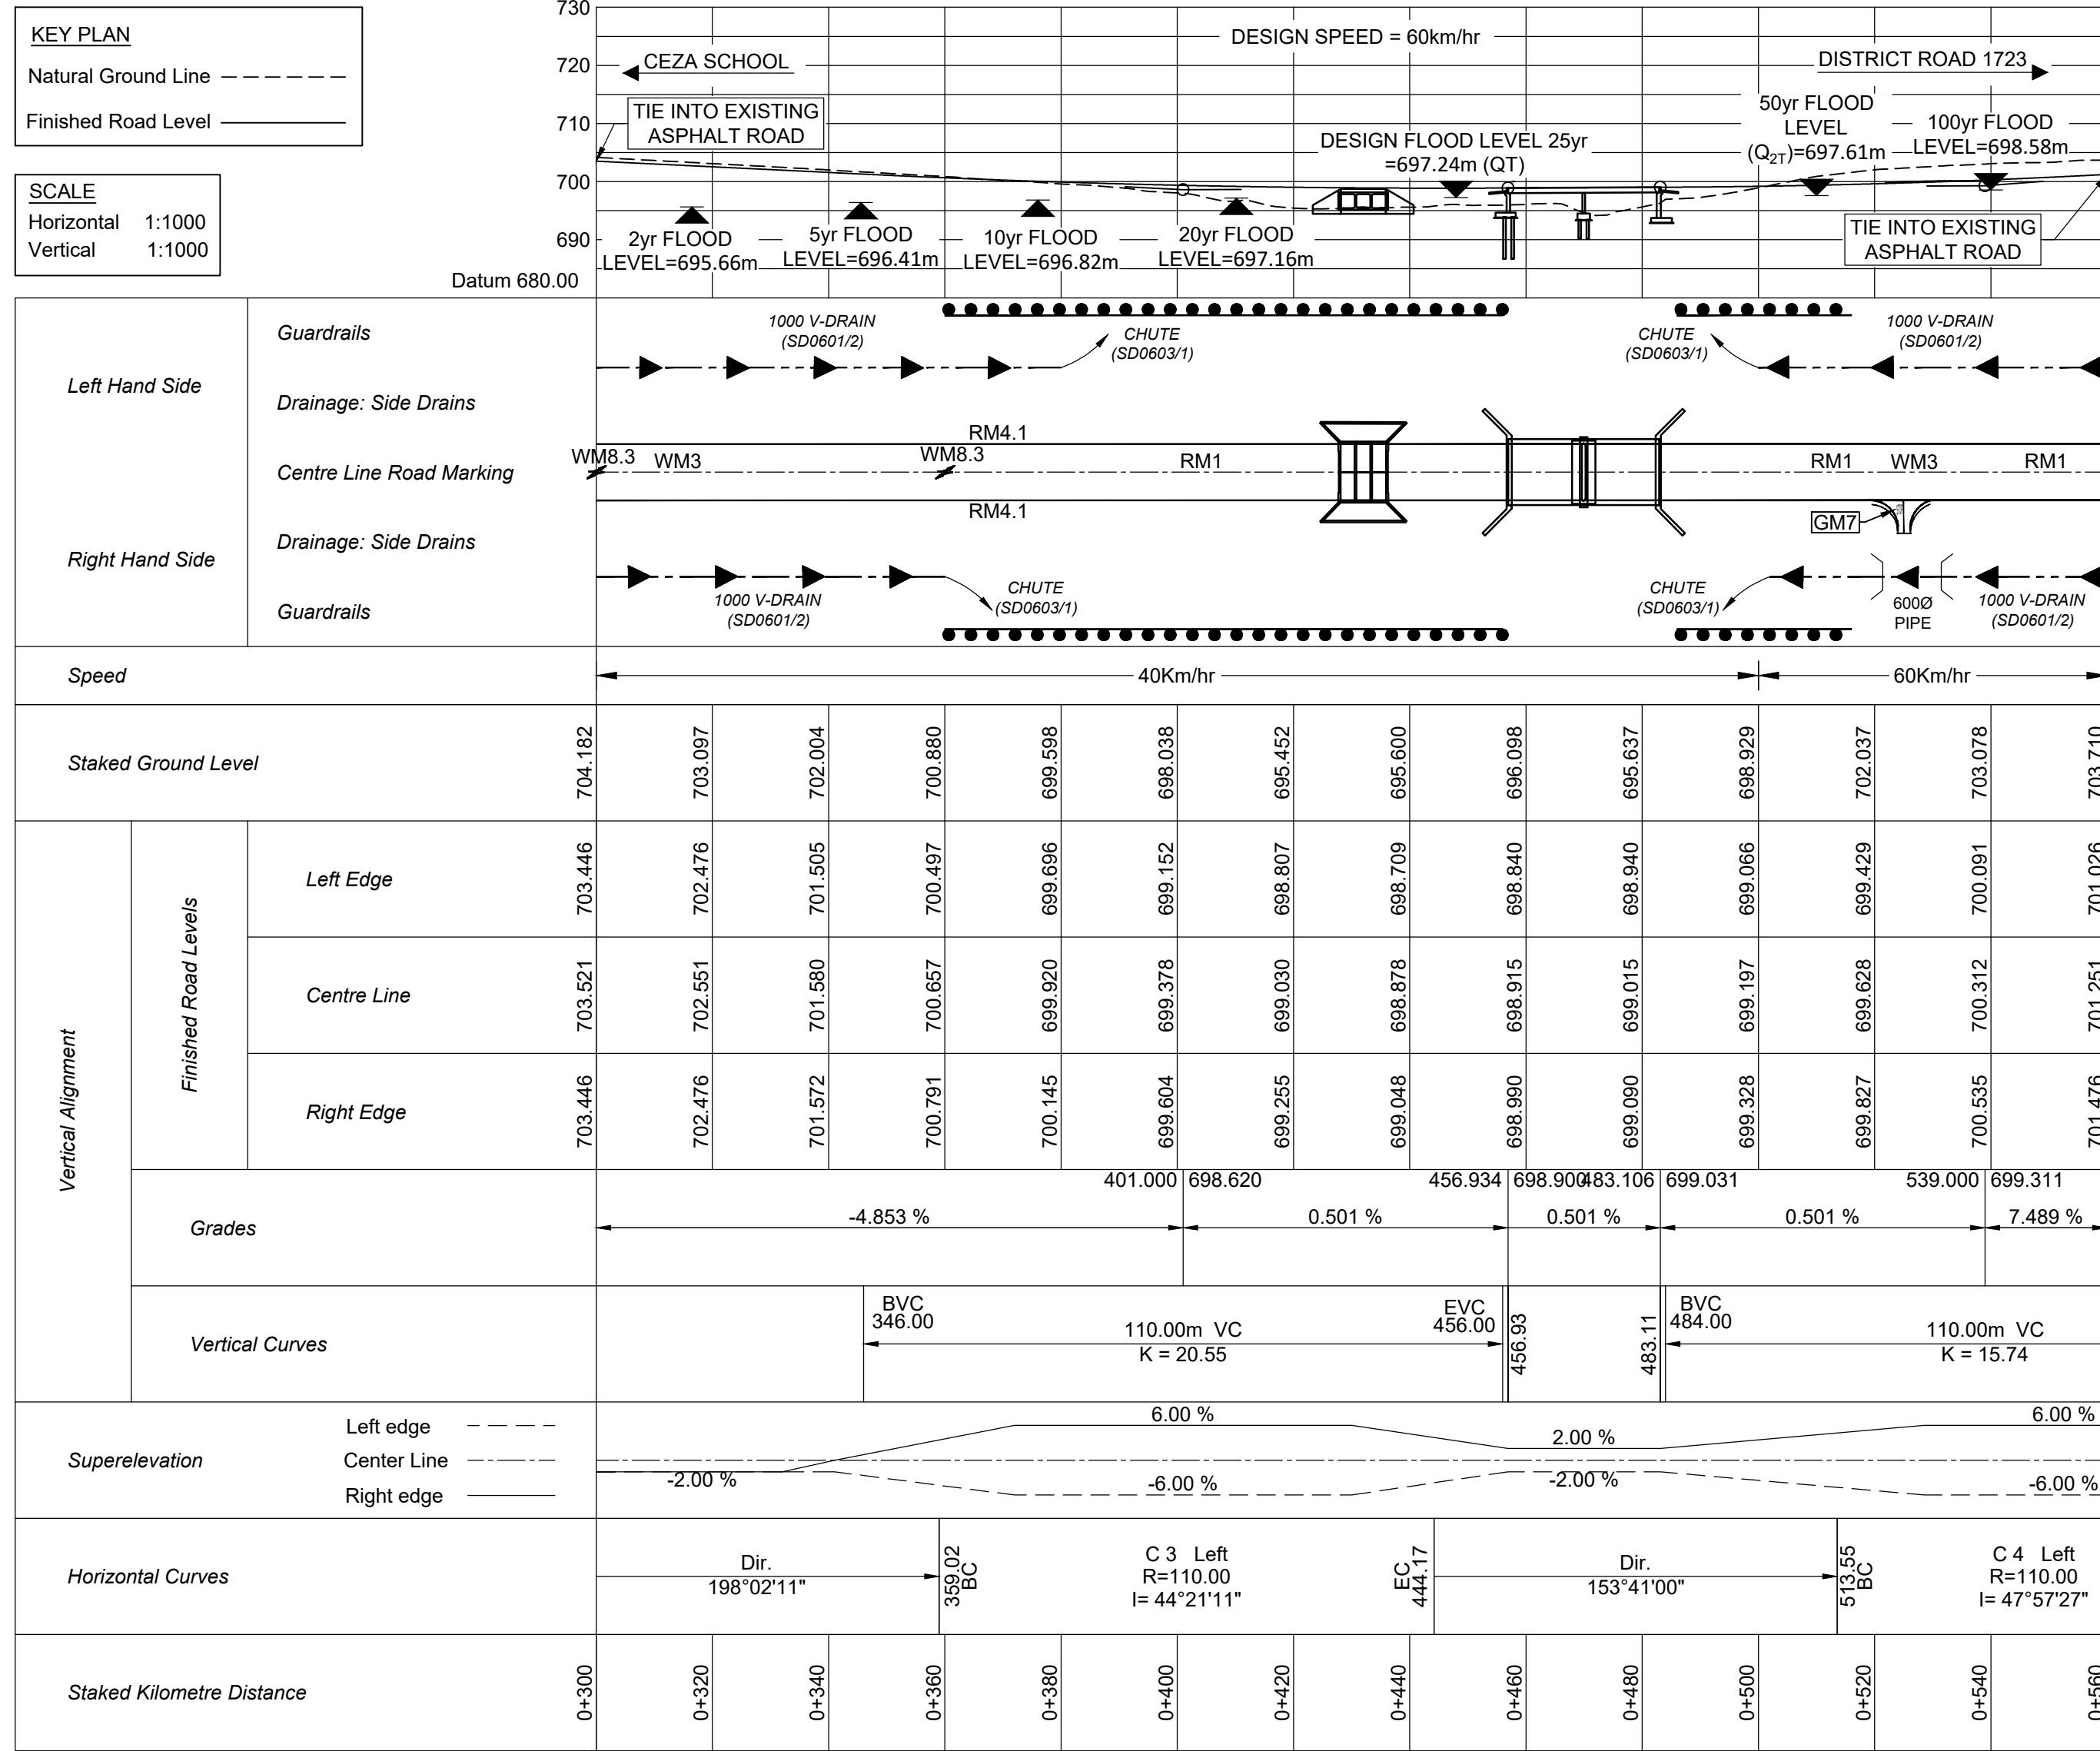 KEY PLAN
Natural Ground Line
Finished Road Level
SCALE
Horizontal 1:1000
Vertical 1:1000
730
720
710
700
690
Datum 680.00
DESIGN SPEED = 60km/hr
CEZA SCHOOL
DISTRICT ROAD 1723
TIE INTO EXISTING
ASPHALT ROAD
DESIGN FLOOD LEVEL 25yr
=697.24m (QT)
50yr FLOOD
LEVEL
(Q2T)=697.61m
100yr FLOOD
LEVEL=698.58m
2yr FLOOD
LEVEL=695.66m
5yr FLOOD
LEVEL=696.41m
10yr FLOOD
LEVEL=696.82m
20yr FLOOD
LEVEL=697.16m
TIE INTO EXISTING
ASPHALT ROAD
Left Hand Side
Right Hand Side
Guardrails
Drainage: Side Drains
Centre Line Road Marking
Drainage: Side Drains
Guardrails
1000 V-DRAIN
(SD0601/2)
CHUTE
(SD0603/1)
CHUTE
(SD0603/1)
1000 V-DRAIN
(SD0601/2)
RM4.1
WM8.3 WM3 WM8.3 RM1 RM1 WM3 RM1
RM4.1
GM7
1000 V-DRAIN
(SD0601/2)
CHUTE
(SD0603/1)
CHUTE
(SD0603/1)
600Ø
PIPE
1000 V-DRAIN
(SD0601/2)
Speed 40Km/hr 60Km/hr
Staked Ground Level 704.182 703.097 702.004 700.880 699.598 698.038 695.452 695.600 696.098 695.637 698.929 702.037 703.078 703.710
Vertical Alignment
Finished Road Levels
Left Edge 703.446 702.476 701.505 700.497 699.696 699.152 698.807 698.709 698.840 698.940 699.066 699.429 700.091 701.026
Centre Line 703.521 702.551 701.580 700.657 699.920 699.378 699.030 698.878 698.915 699.015 699.197 699.628 700.312 701.251
Right Edge 703.446 702.476 701.572 700.791 700.145 699.604 699.255 699.048 698.990 699.090 699.328 699.827 700.535 701.476
Grades
401.000 698.620 456.934 698.900 483.106 699.031 539.000 699.311
-4.853 % 0.501 % 0.501 % 0.501 % 7.489 %
Vertical Curves
BVC
346.00
110.00m VC
K = 20.55
EVC
456.00
456.93
483.11
BVC
484.00
110.00m VC
K = 15.74
Superelevation
Left edge
Center Line
Right edge
-2.00 %
6.00 %
-6.00 %
2.00 %
-2.00 %
6.00 %
-6.00 %
Horizontal Curves
Dir.
198°02'11"
359.02
BC
C 3 Left
R=110.00
I= 44°21'11"
EC
444.17
Dir.
153°41'00"
513.55
BC
C 4 Left
R=110.00
I= 47°57'27"
Staked Kilometre Distance 0+300 0+320 0+340 0+360 0+380 0+400 0+420 0+440 0+460 0+480 0+500 0+520 0+540 0+560